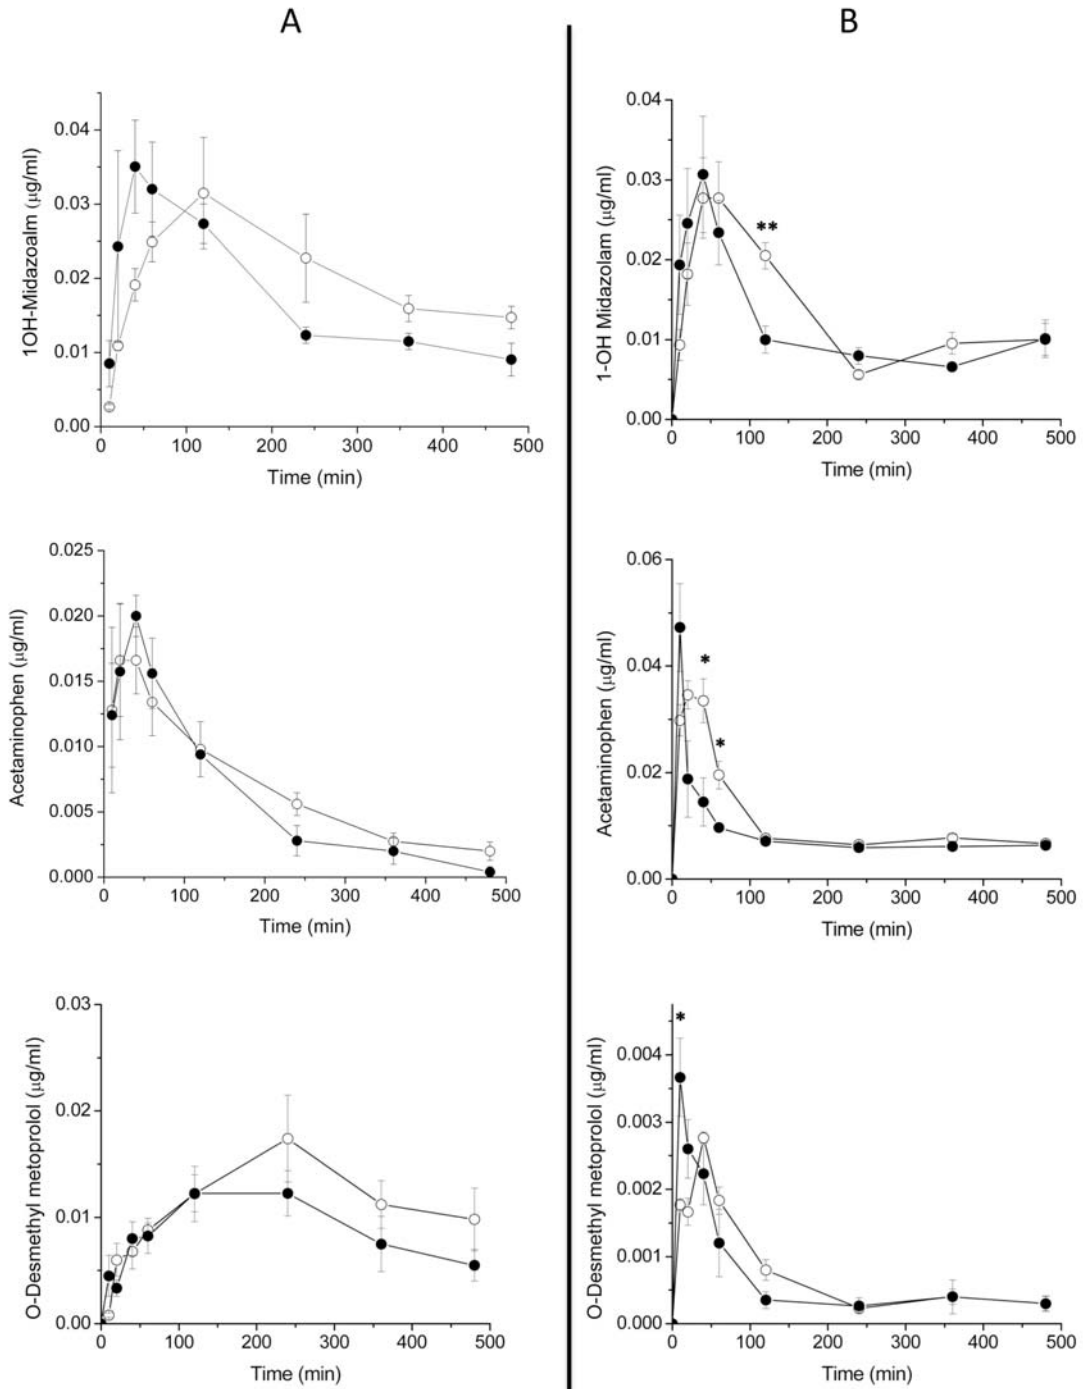 A
B
0.04
0.03
0.02
0.01
0.00
1OH-Midazoalm (μg/ml)
0 100 200 300 400 500
Time (min)
0.04
0.03
0.02
0.01
0.00
1-OH Midazolam (μg/ml)
**
0 100 200 300 400 500
Time (min)
0.025
0.020
0.015
0.010
0.005
0.000
Acetaminophen (μg/ml)
0 100 200 300 400 500
Time (min)
0.06
0.04
0.02
0.00
Acetaminophen (μg/ml)
*
*
0 100 200 300 400 500
Time (min)
0.03
0.02
0.01
0.00
O-Desmethyl metoprolol (μg/ml)
0 100 200 300 400 500
Time (min)
*
0.004
0.003
0.002
0.001
0.000
O-Desmethyl metoprolol (μg/ml)
0 100 200 300 400 500
Time (min)